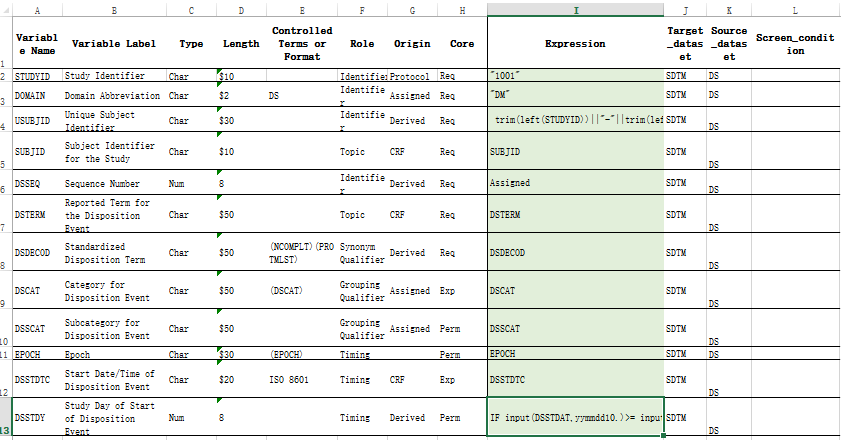 A B C D E F G H I J K L
1 Variable Name Variable Label Type Length Controlled Terms or Format Role Origin Core Expression Target_dataset Source_dataset Screen_condition
2 STUDYID Study Identifier Char $10 Identifie Protocol Req "1001" SDTM DS
3 DOMAIN Domain Abbreviation Char $2 DS Identifier Assigned Req "DM" SDTM DS
4 USUBJID Unique Subject Identifier Char $30 Identifier Derived Req trim(left(STUDYID))||"-"||trim(lef SDTM DS
5 SUBJID Subject Identifier for the Study Char $10 Topic CRF Req SUBJID SDTM DS
6 DSSEQ Sequence Number Num 8 Identifier Derived Req Assigned SDTM DS
7 DSTERM Reported Term for the Disposition Event Char $50 Topic CRF Req DSTERM SDTM DS
8 DSDECOD Standardized Disposition Term Char $50 (NCOMPLT)(PROTMLST) Synonym Qualifier Derived Req DSDECOD SDTM DS
9 DSCAT Category for Disposition Event Char $50 (DSCAT) Grouping Qualifier Assigned Exp DSCAT SDTM DS
10 DSSCAT Subcategory for Disposition Event Char $50 Grouping Qualifier Assigned Perm DSSCAT SDTM DS
11 EPOCH Epoch Char $30 (EPOCH) Timing Perm EPOCH SDTM DS
12 DSSTDTC Start Date/Time of Disposition Event Char $20 ISO 8601 Timing CRF Exp DSSTDTC SDTM DS
13 DSSTDY Study Day of Start of Disposition Event Num 8 Timing Derived Perm IF input(DSSTDAT,yymmdd10.)>= inpu SDTM DS